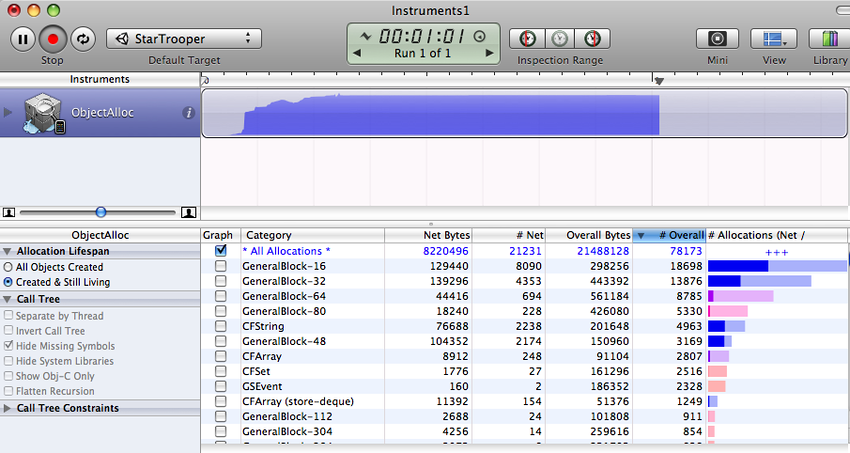 Instruments1
StarTrooper
00:01:01
Run 1 of 1
Stop
Default Target
Inspection Range
Mini
View
Library
Instruments
ObjectAlloc
ObjectAlloc
Graph Category Net Bytes # Net Overall Bytes # Overall # Allocations (Net /
Allocation Lifespan
All Objects Created
Created & Still Living
Call Tree
Separate by Thread
Invert Call Tree
Hide Missing Symbols
Hide System Libraries
Show Obj-C Only
Flatten Recursion
Call Tree Constraints
* All Allocations * 8220496 21231 21488128 78173 +++
GeneralBlock-16 129440 8090 298256 18698
GeneralBlock-32 139296 4353 443392 13876
GeneralBlock-64 44416 694 561184 8785
GeneralBlock-80 18240 228 426080 5330
CFString 76688 2238 201648 4963
GeneralBlock-48 104352 2174 150960 3169
CFArray 8912 248 91104 2807
CFSet 1776 27 161296 2516
GSEvent 160 2 186352 2328
CFArray (store-deque) 11392 154 51376 1249
GeneralBlock-112 2688 24 101808 911
GeneralBlock-304 4256 14 259616 854